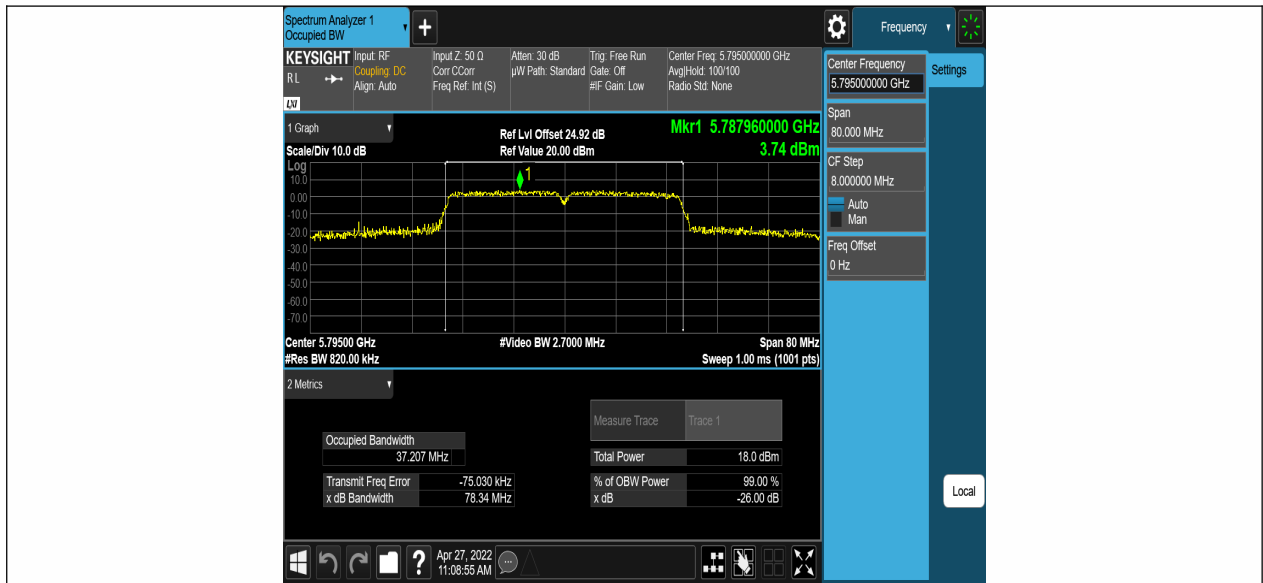 Spectrum Analyzer 1
Occupied BW
Frequency
KEYSIGHT
RL
LXI
Input: RF
Coupling: DC
Align: Auto
Input Z: 50 Ω
Corr CCorr
Freq Ref: Int (S)
Atten: 30 dB
µW Path: Standard
Trig: Free Run
Gate: Off
#IF Gain: Low
Center Freq: 5.795000000 GHz
Avg|Hold: 100/100
Radio Std: None
Center Frequency
5.795000000 GHz
Settings
Span
80.000 MHz
CF Step
8.000000 MHz
Auto
Man
Freq Offset
0 Hz
Local
1 Graph
Scale/Div 10.0 dB
Ref Lvl Offset 24.92 dB
Ref Value 20.00 dBm
Mkr1 5.787960000 GHz
3.74 dBm
Log
10.0
0.00
-10.0
-20.0
-30.0
-40.0
-50.0
-60.0
-70.0
1
Center 5.79500 GHz
#Video BW 2.7000 MHz
Span 80 MHz
#Res BW 820.00 kHz
Sweep 1.00 ms (1001 pts)
2 Metrics
Measure Trace Trace 1
Occupied Bandwidth
37.207 MHz
Total Power 18.0 dBm
Transmit Freq Error -75.030 kHz
% of OBW Power 99.00 %
x dB Bandwidth 78.34 MHz
x dB -26.00 dB
?
Apr 27, 2022
11:08:55 AM